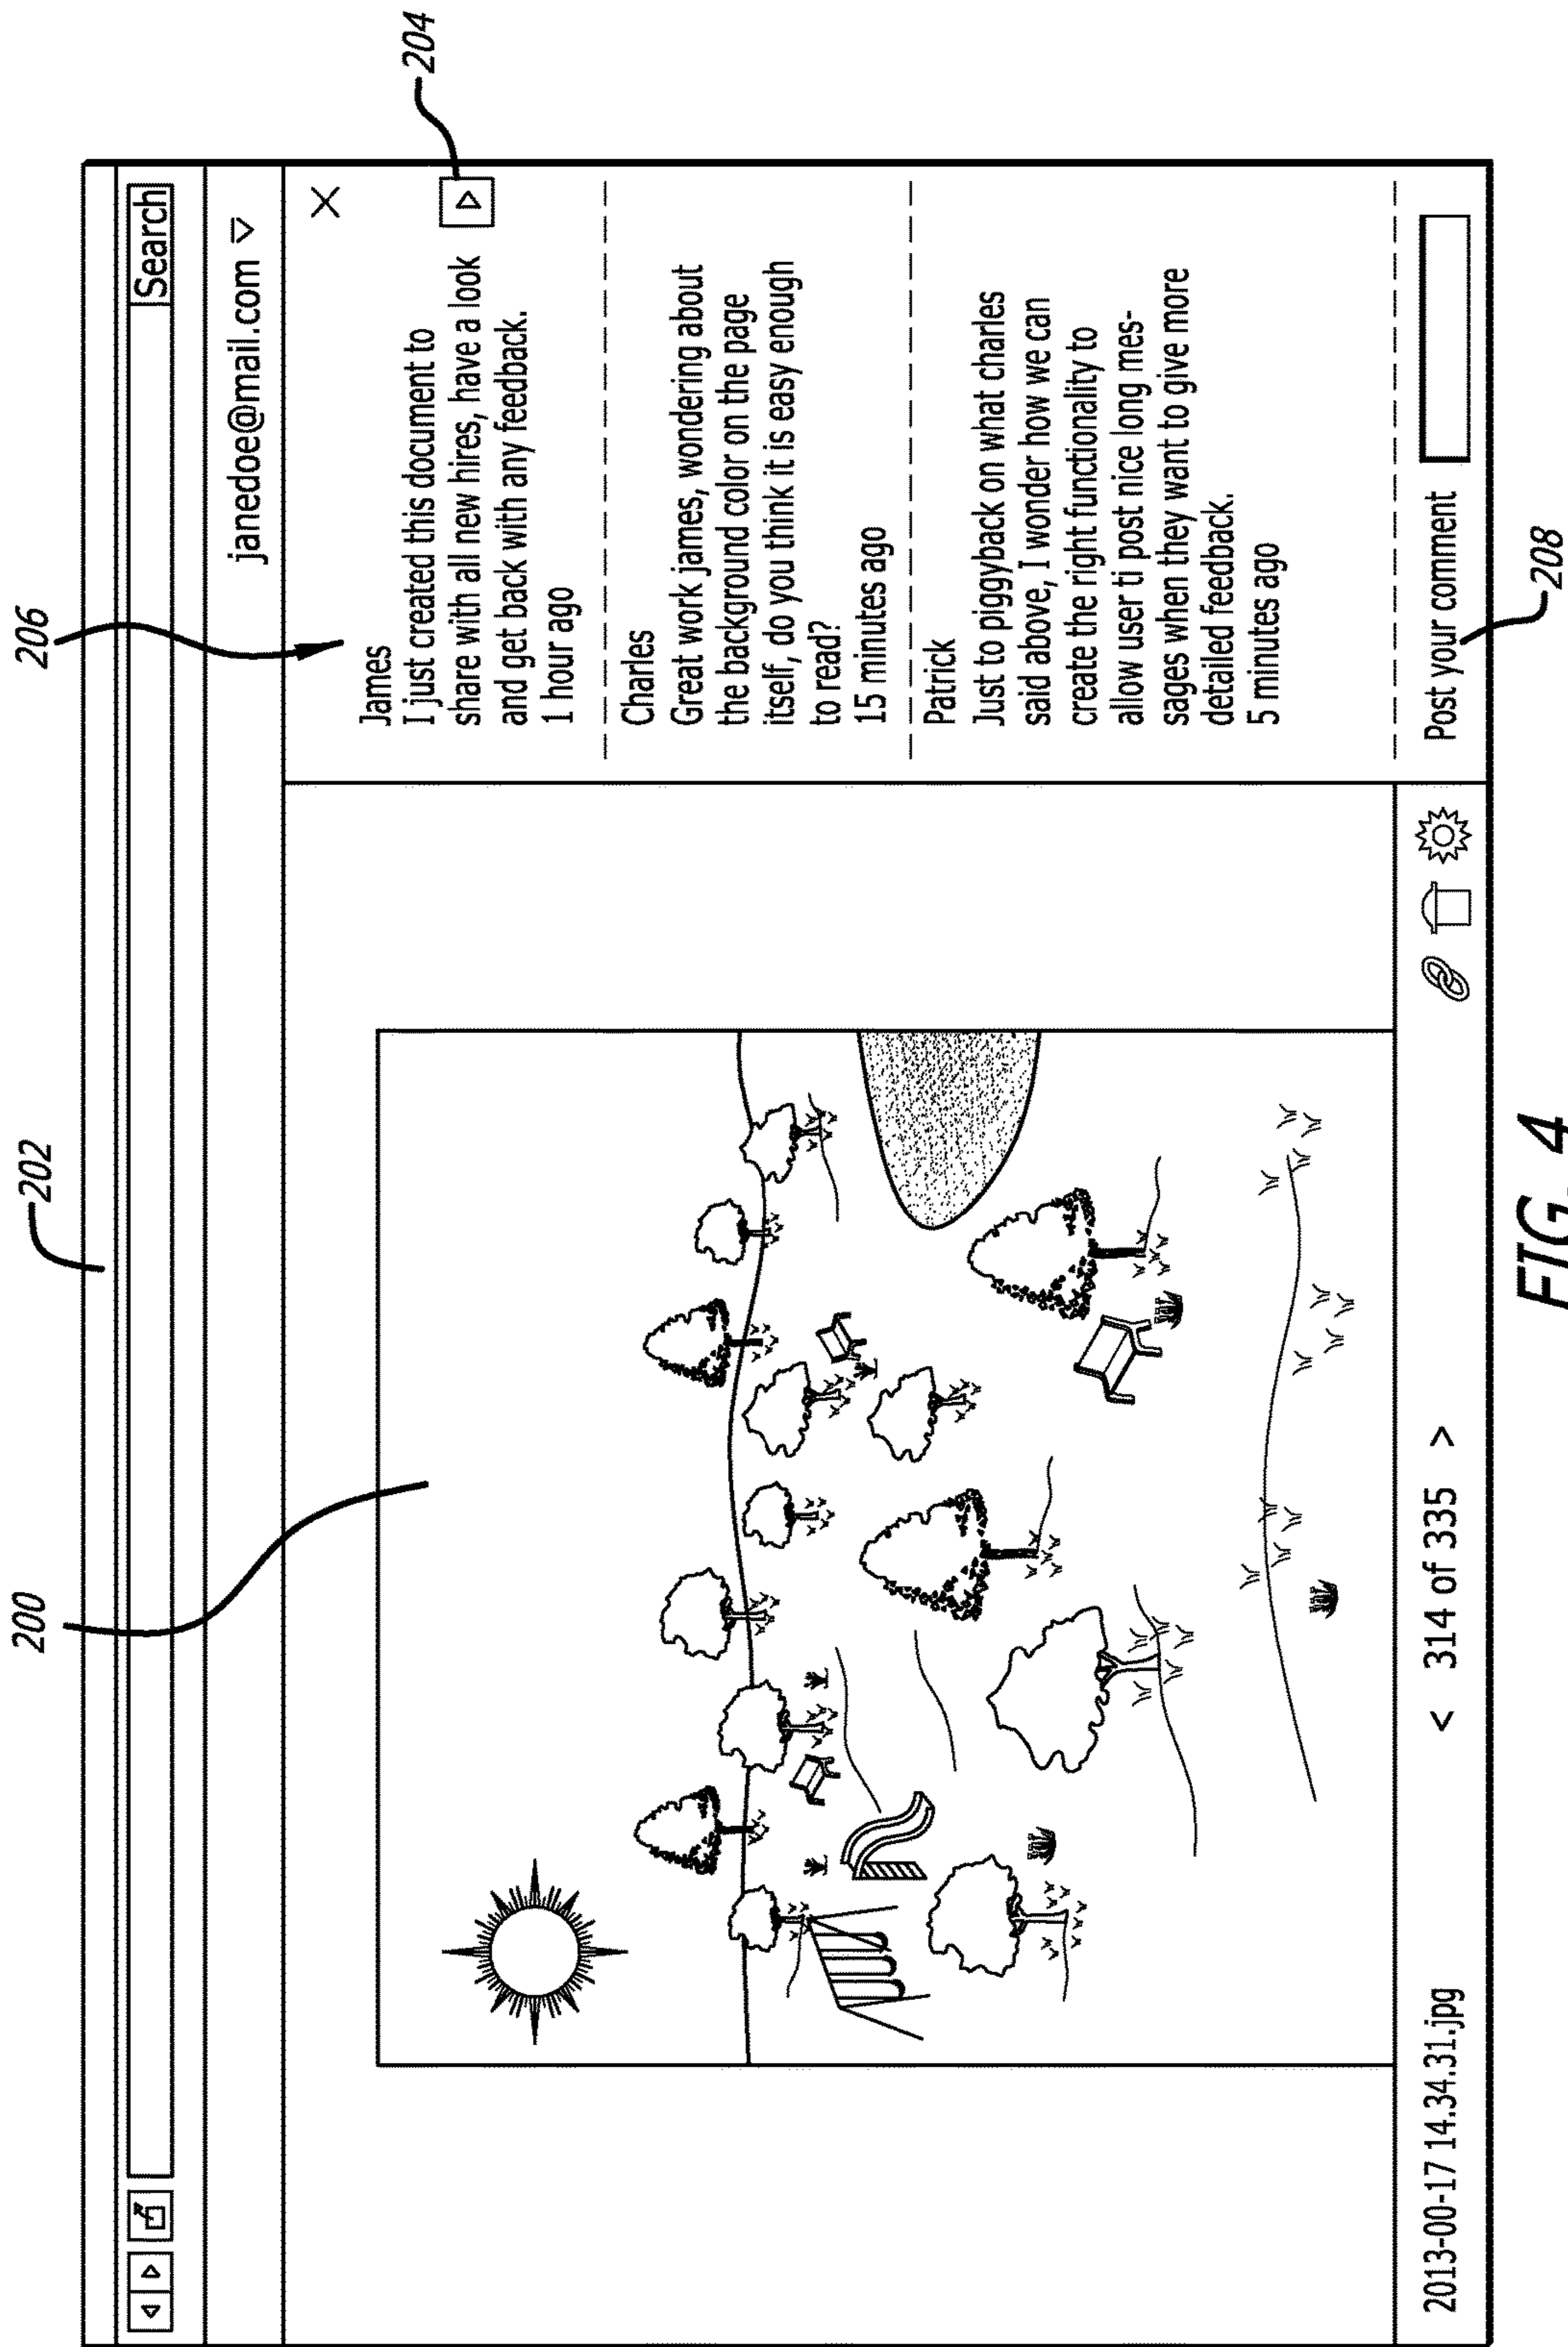 200
202
206
Search
janedoe@mail.com
204
James
I just created this document to
share with all new hires, have a look
and get back with any feedback.
1 hour ago
Charles
Great work james, wondering about
the background color on the page
itself, do you think it is easy enough
to read?
15 minutes ago
Patrick
Just to piggyback on what charles
said above, I wonder how we can
create the right functionality to
allow user ti post nice long mes-
sages when they want to give more
detailed feedback.
5 minutes ago
2013-00-17 14.34.31.jpg
< 314 of 335 >
Post your comment
208
FIG. 4